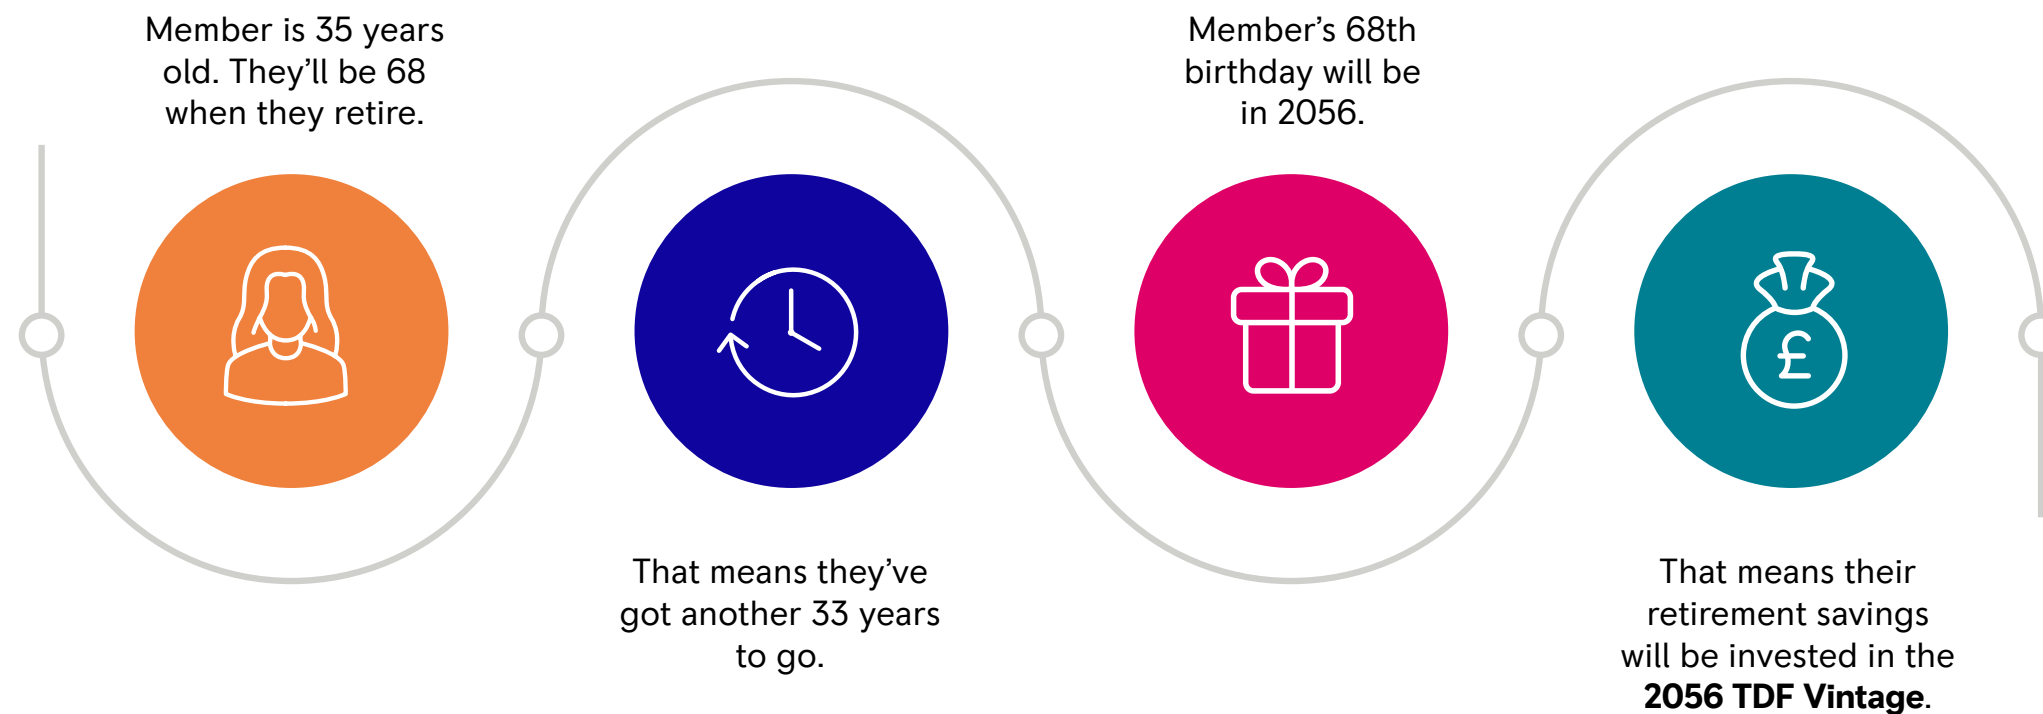 Member is 35 years
old. They’ll be 68
when they retire.
That means they’ve
got another 33 years
to go.
Member’s 68th
birthday will be
in 2056.
£
That means their
retirement savings
will be invested in the
2056 TDF Vintage.